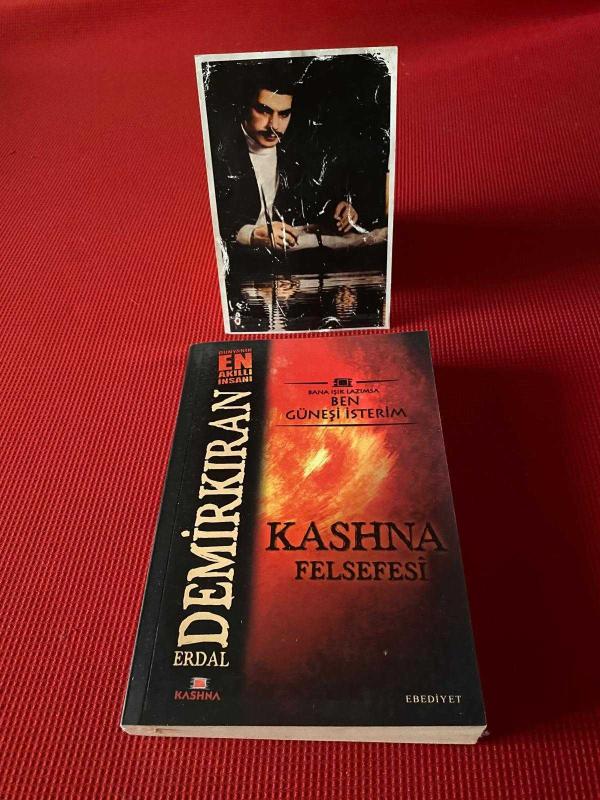 DÜNYANIN
EN
AKILLI
İNSANI
ERDAL
DEMİRKIRAN
BANA IŞIK LAZIMSA
BEN
GÜNEŞİ İSTERİM
KASHNA
FELSEFESİ
KASHNA
EBEDİYET